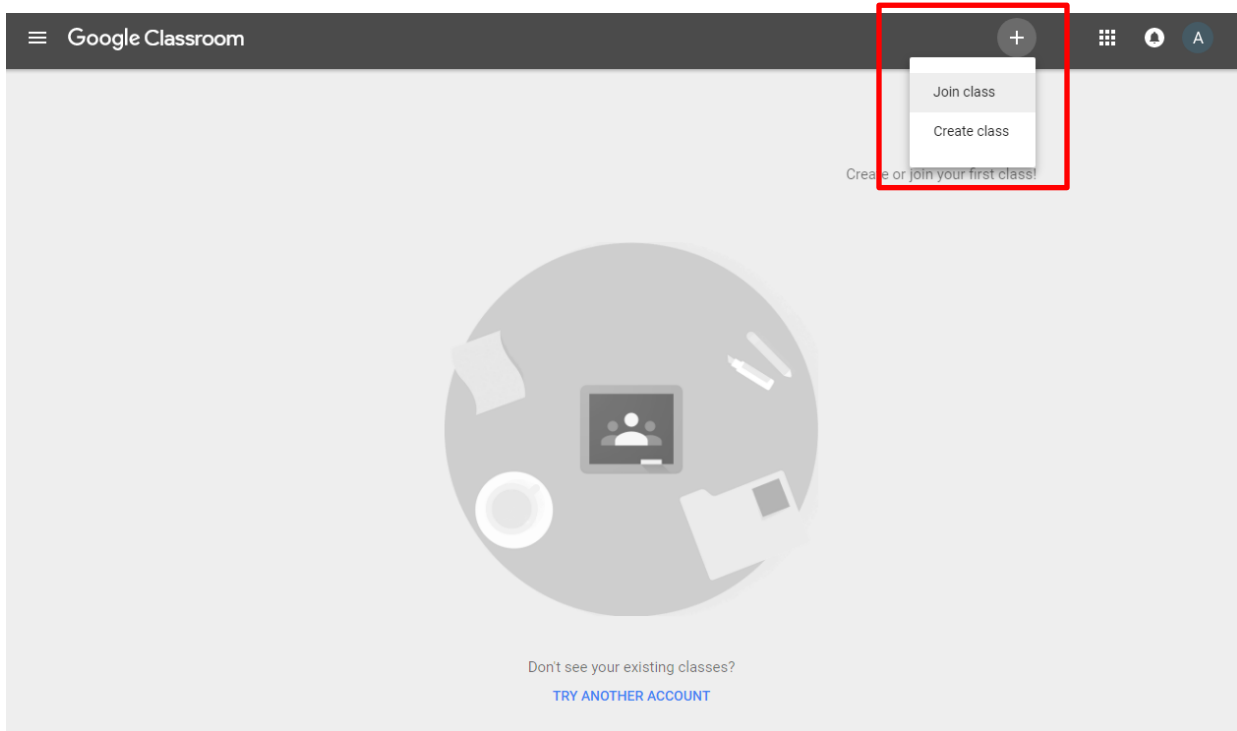 Google Classroom
A
Join class
Create class
Create or join your first class!
Don't see your existing classes?
TRY ANOTHER ACCOUNT